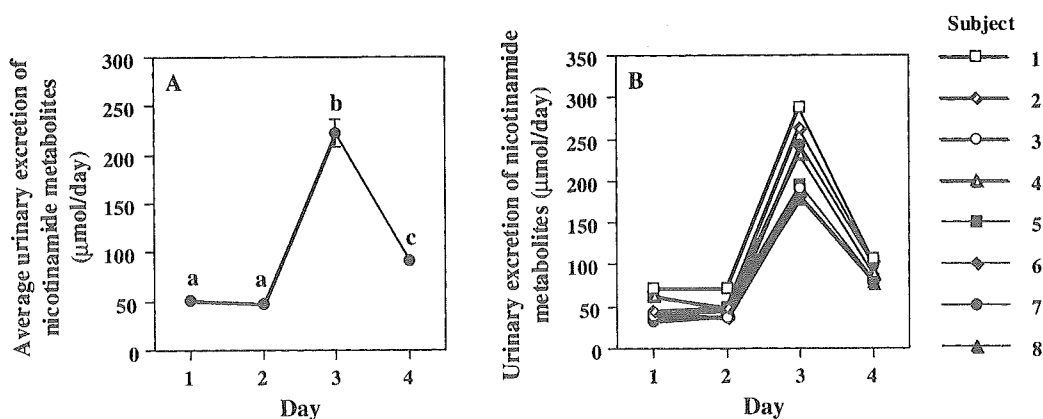 Average urinary excretion of
nicotinamide metabolites
(µmol/day)
300
250
200
150
100
50
0
A
a
a
b
c
1 2 3 4
Day
Urinary excretion of nicotinamide
metabolites (µmol/day)
350
300
250
200
150
100
50
0
B
1 2 3 4
Day
Subject
1
2
3
4
5
6
7
8